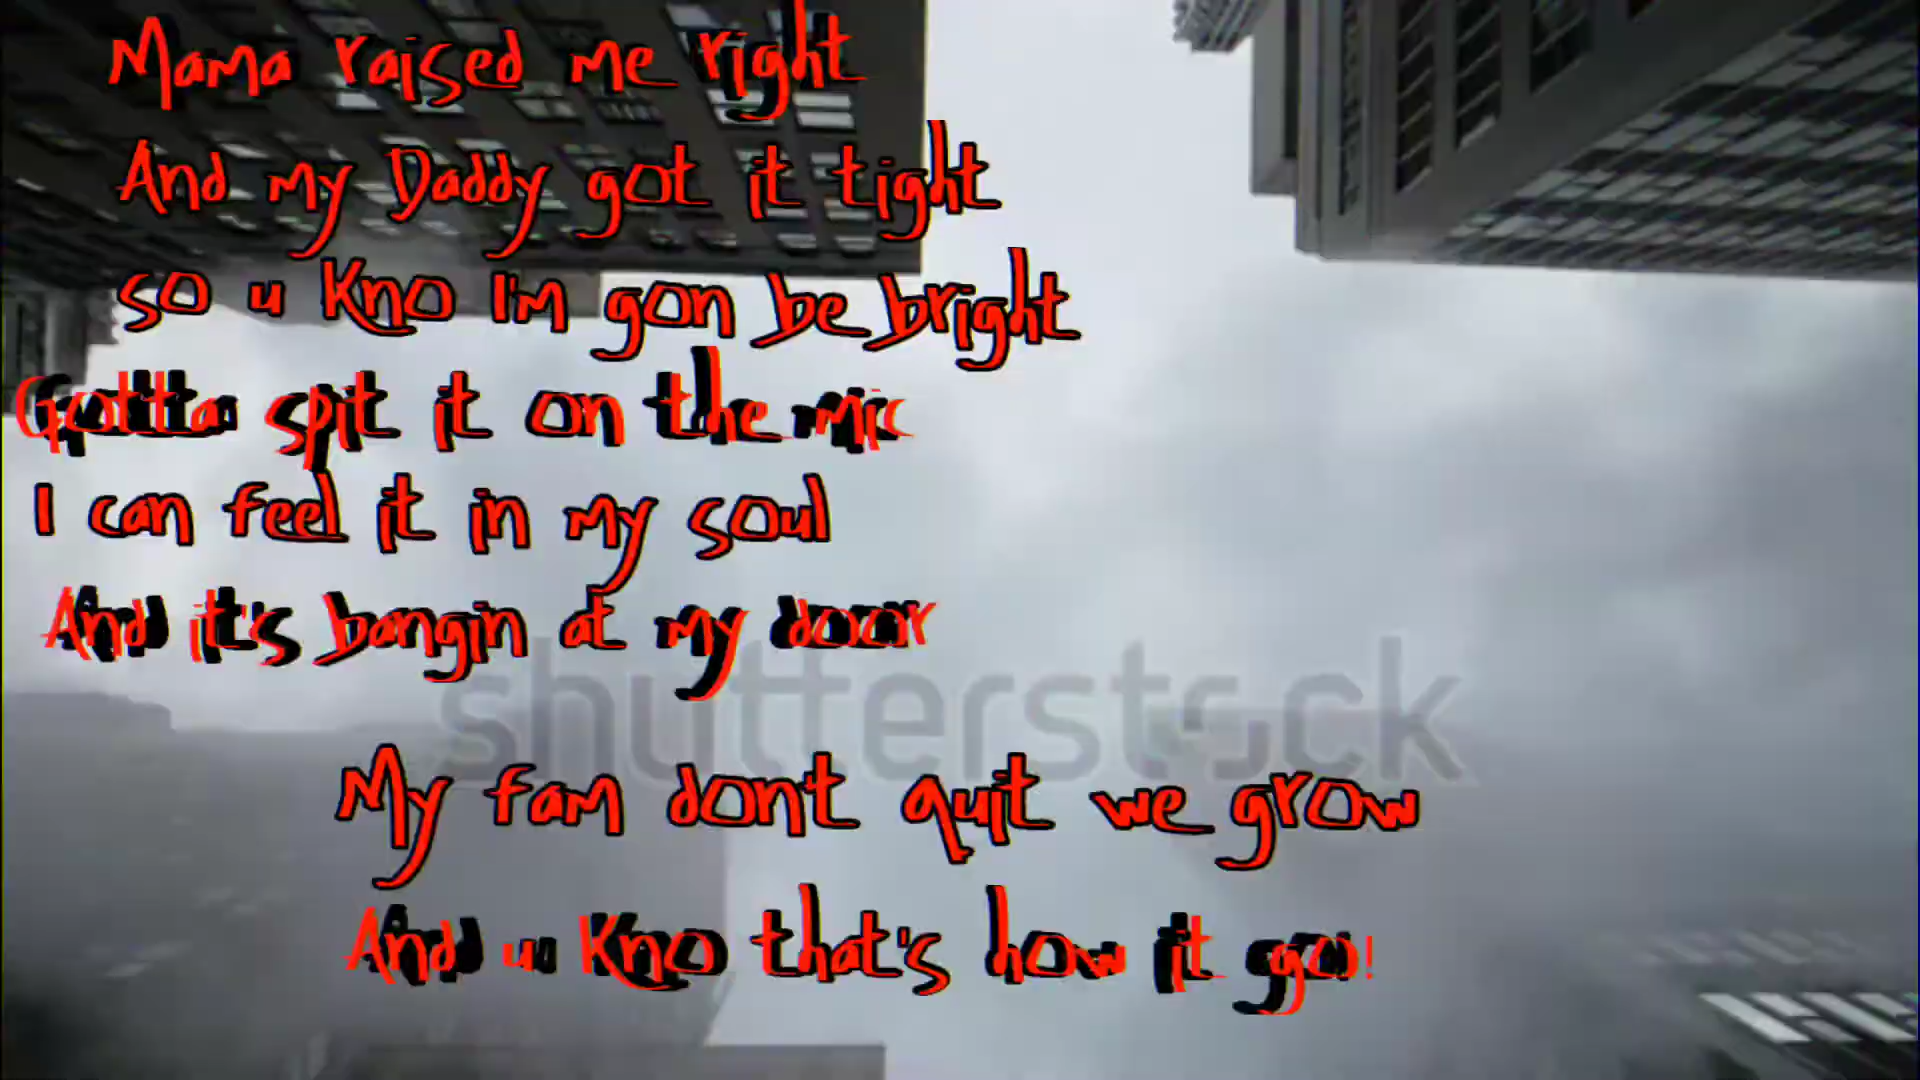 Mama raised me right
And my Daddy got it tight
so u Kno I'm gon be bright
Gotta spit it on the mic
I can feel it in my soul
And it's bangin at my door
shutterstock
My fam dont quit we grow
And u Kno that's how it go!